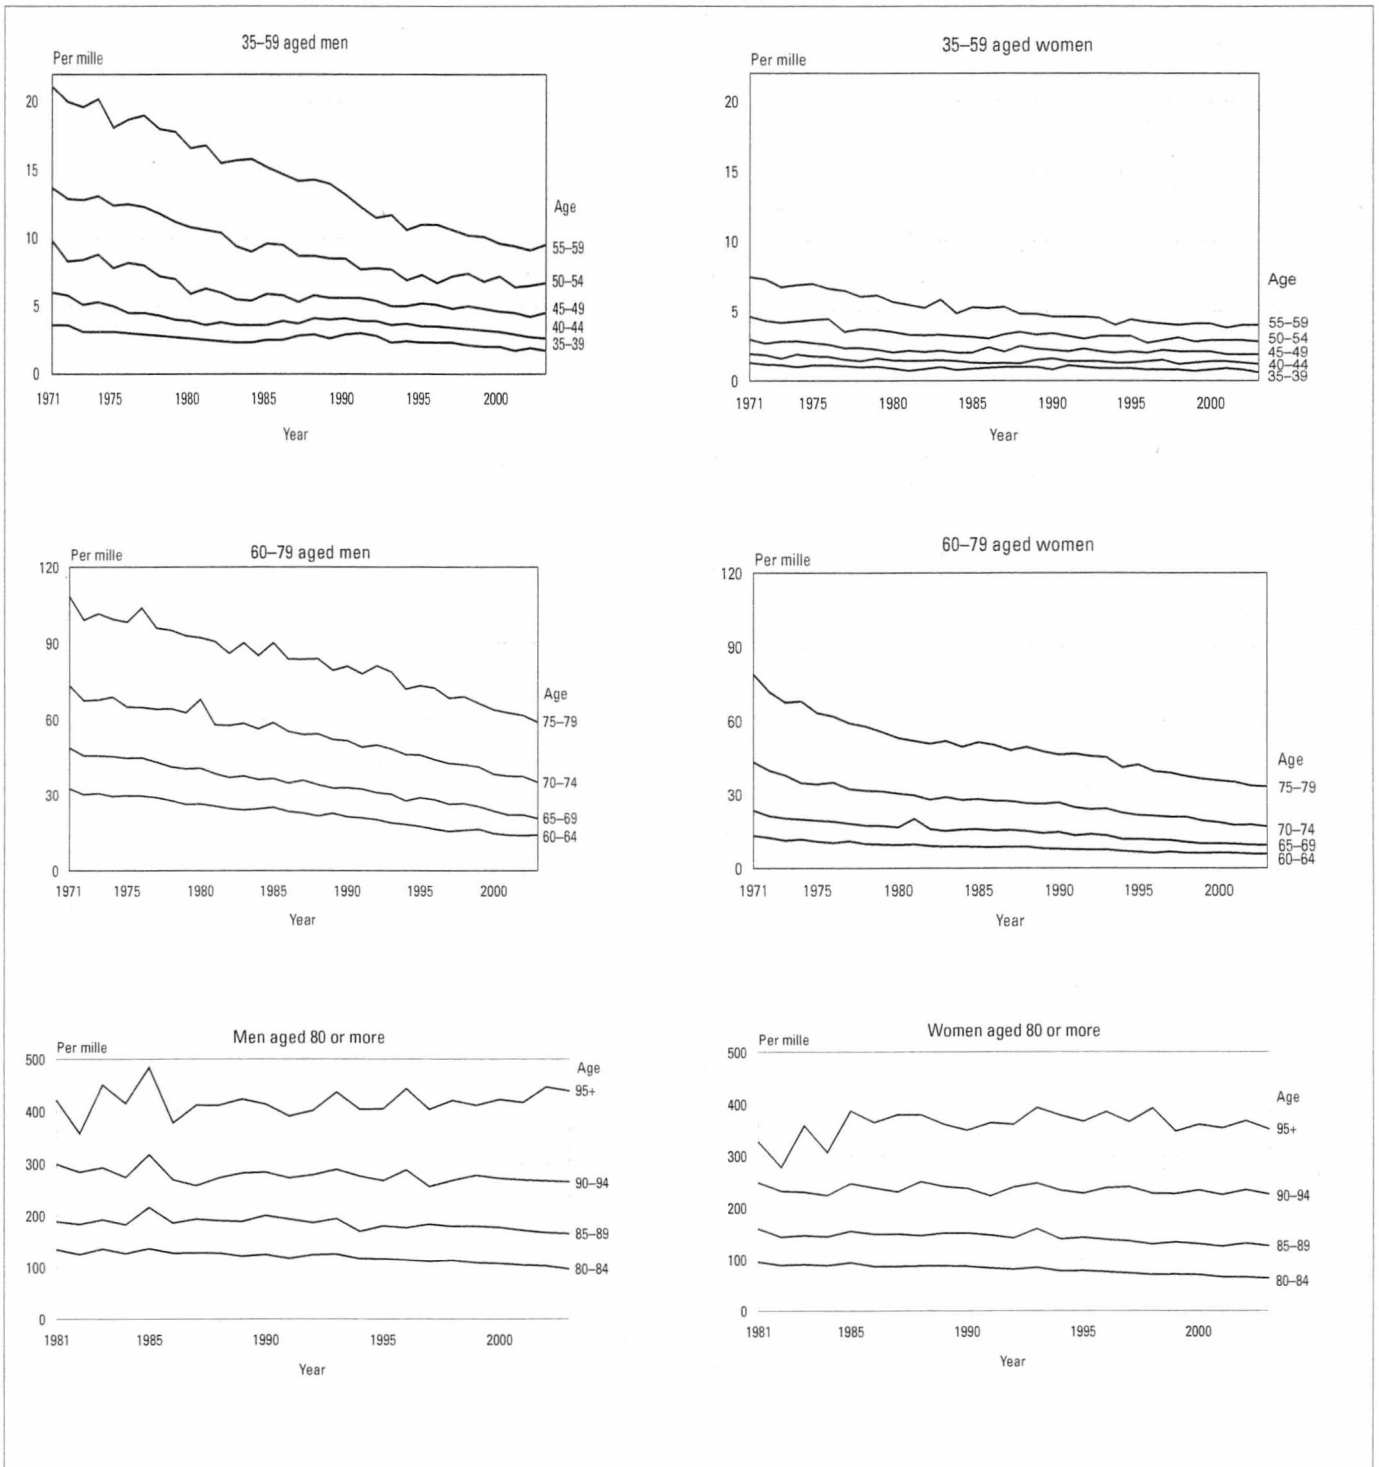 35–59 aged men
Per mille
20
15
10
5
0
Age
55–59
50–54
45–49
40–44
35–39
1971 1975 1980 1985 1990 1995 2000
Year
35–59 aged women
Per mille
20
15
10
5
0
Age
55–59
50–54
45–49
40–44
35–39
1971 1975 1980 1985 1990 1995 2000
Year
60–79 aged men
Per mille
120
90
60
30
0
Age
75–79
70–74
65–69
60–64
1971 1975 1980 1985 1990 1995 2000
Year
60–79 aged women
Per mille
120
90
60
30
0
Age
75–79
70–74
65–69
60–64
1971 1975 1980 1985 1990 1995 2000
Year
Men aged 80 or more
Per mille
500
400
300
200
100
0
Age
95+
90–94
85–89
80–84
1981 1985 1990 1995 2000
Year
Women aged 80 or more
Per mille
500
400
300
200
100
0
Age
95+
90–94
85–89
80–84
1981 1985 1990 1995 2000
Year